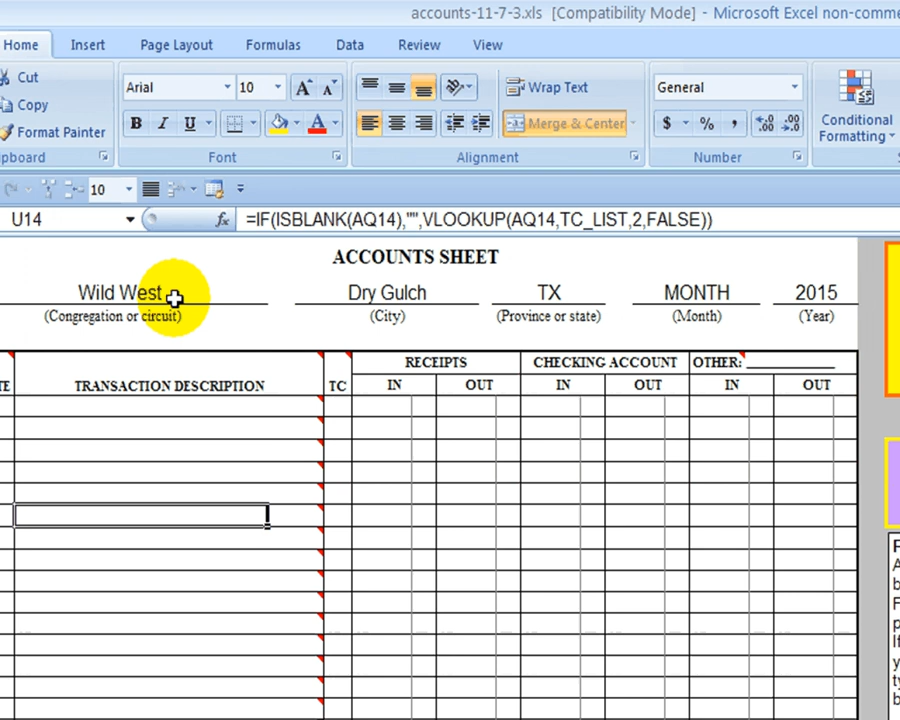 accounts-11-7-3.xls [Compatibility Mode] - Microsoft Excel non-comme
Home Insert Page Layout Formulas Data Review View
Cut
Copy
Format Painter
Arial 10 A A
B I U A
Wrap Text
Merge & Center
General
$ % , .00 .00
Conditional
Formatting
ipboard Font Alignment Number
10
U14 fx =IF(ISBLANK(AQ14),"",VLOOKUP(AQ14,TC_LIST,2,FALSE))
ACCOUNTS SHEET
Wild West Dry Gulch TX MONTH 2015
(Congregation or circuit) (City) (Province or state) (Month) (Year)
RECEIPTS CHECKING ACCOUNT OTHER:
TE TRANSACTION DESCRIPTION TC IN OUT IN OUT IN OUT